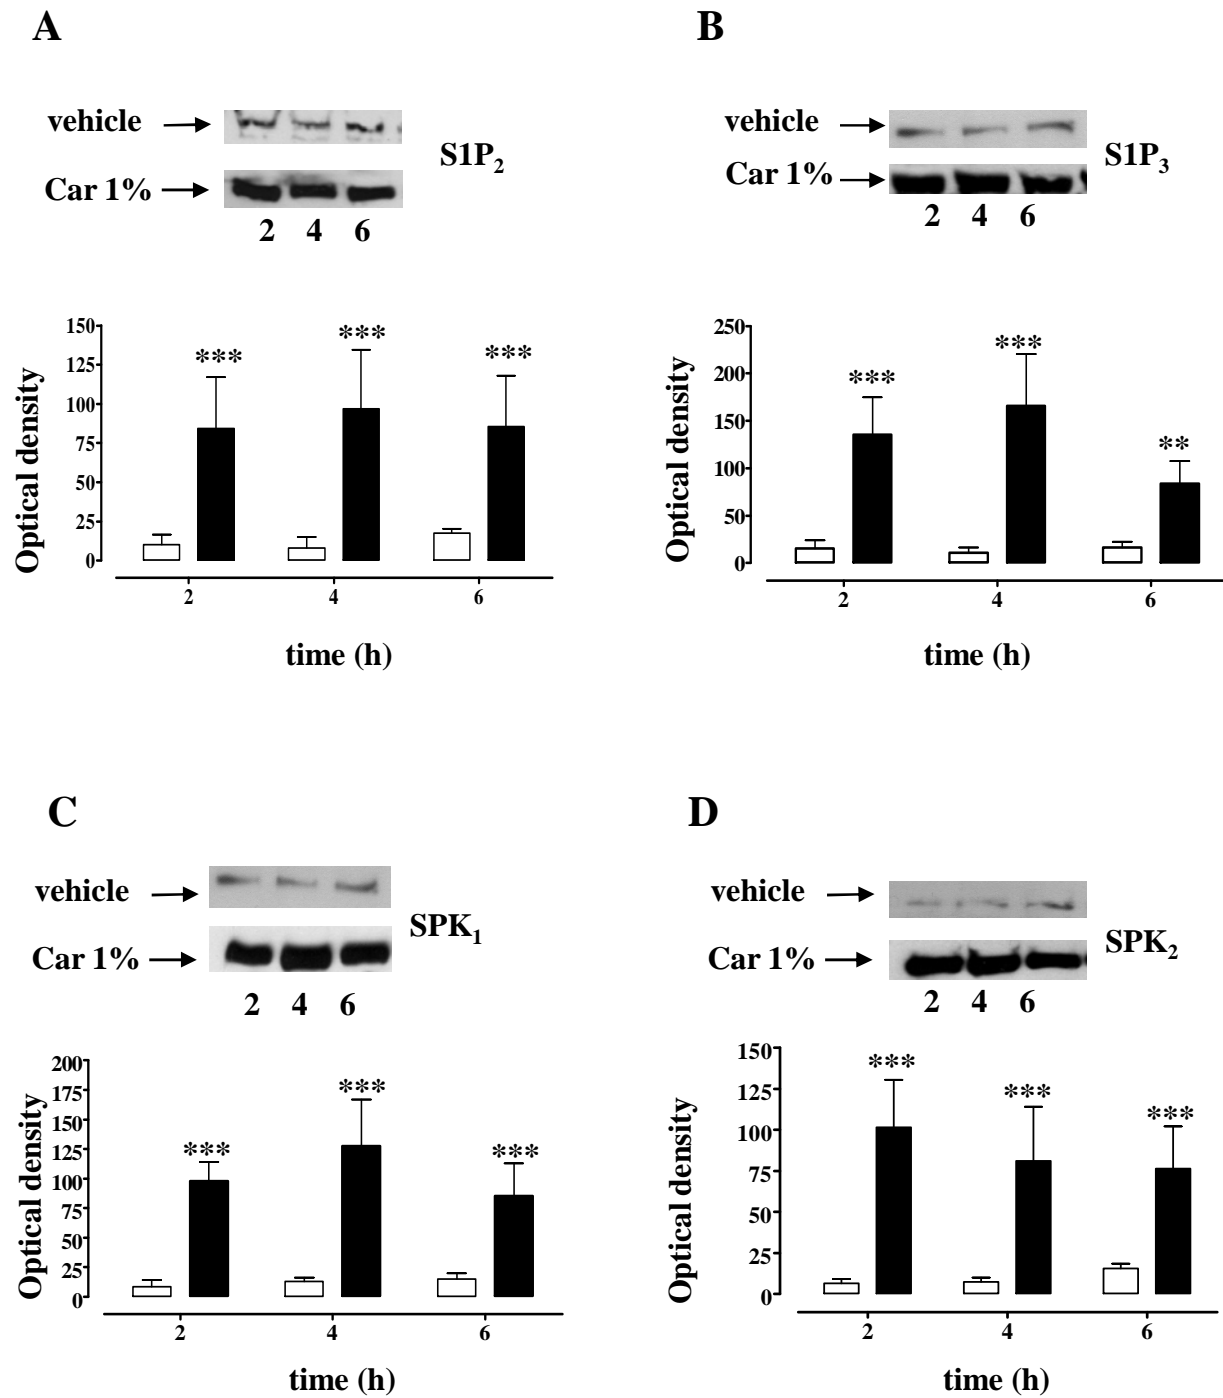 A
vehicle
S1P2
Car 1%
2 4 6
Optical density
150
125
100
75
50
25
0
***
***
***
2 4 6
time (h)
B
vehicle
S1P3
Car 1%
2 4 6
Optical density
250
200
150
100
50
0
***
***
**
2 4 6
time (h)
C
vehicle
SPK1
Car 1%
2 4 6
Optical density
200
175
150
125
100
75
50
25
0
***
***
***
2 4 6
time (h)
D
vehicle
SPK2
Car 1%
2 4 6
Optical density
150
125
100
75
50
25
0
***
***
***
2 4 6
time (h)